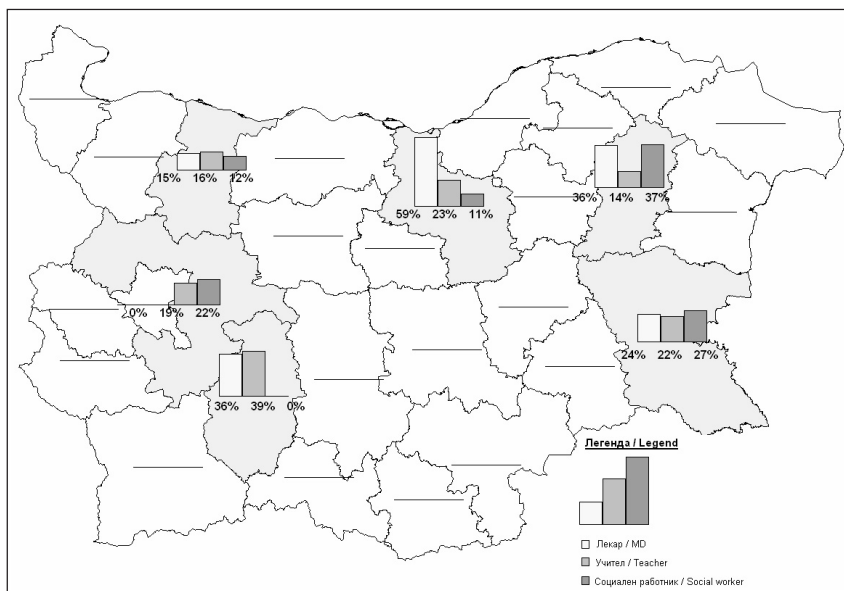 15% 16% 12%
59% 23% 11%
36% 14% 37%
0% 19% 22%
24% 22% 27%
36% 39% 0%
Легенда / Legend
Лекар / MD
Учител / Teacher
Социален работник / Social worker